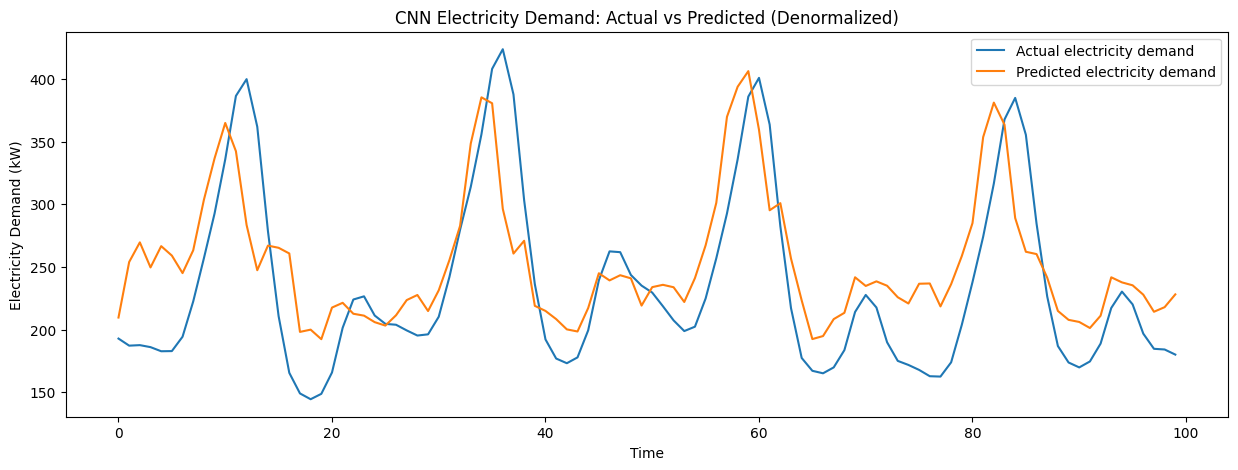 CNN Electricity Demand: Actual vs Predicted (Denormalized)
Actual electricity demand
Predicted electricity demand
Electricity Demand (kW)
400
350
300
250
200
150
0 20 40 60 80 100
Time